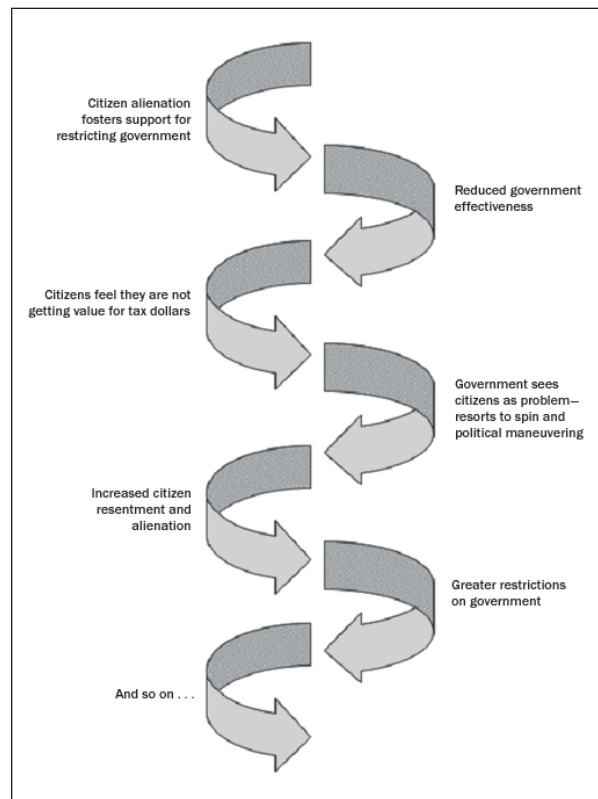 Citizen alienation
fosters support for
restricting government
Reduced government
effectiveness
Citizens feel they are not
getting value for tax dollars
Government sees
citizens as problem—
resorts to spin and
political maneuvering
Increased citizen
resentment and
alienation
Greater restrictions
on government
And so on . . .